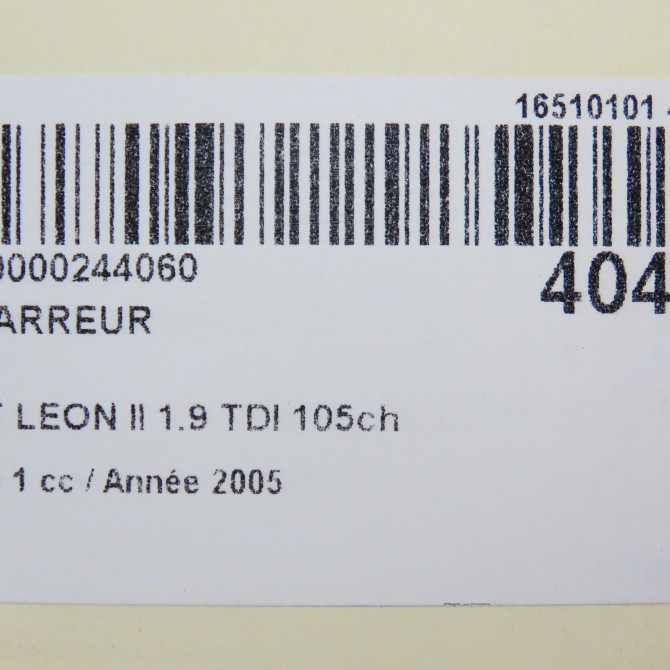 16510101
0000244060
404
ARREUR
LEON II 1.9 TDI 105ch
1 cc / Année 2005